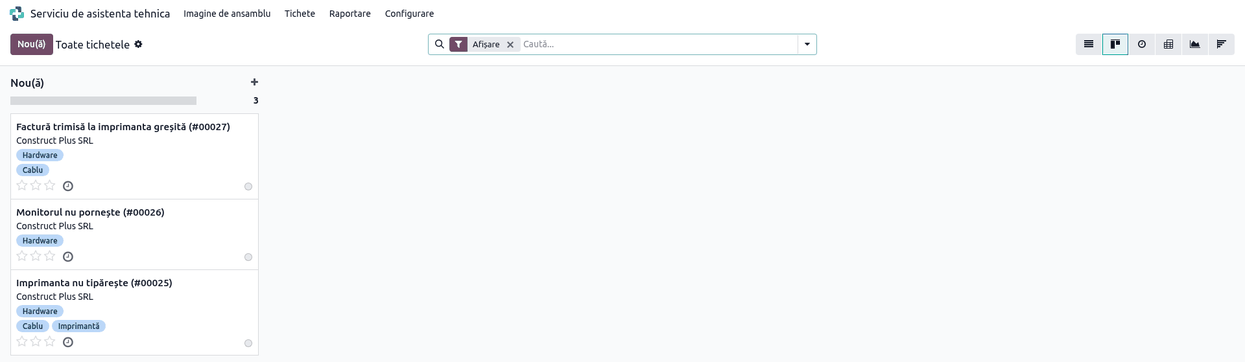 Serviciu de asistenta tehnica Imagine de ansamblu Tichete Raportare Configurare
Nou(ă) Toate tichetele Afișare Caută...
Nou(ă)
3
Factură trimisă la imprimanta greșită (#00027)
Construct Plus SRL
Hardware
Cablu
Monitorul nu pornește (#00026)
Construct Plus SRL
Hardware
Imprimanta nu tipărește (#00025)
Construct Plus SRL
Hardware
Cablu Imprimantă